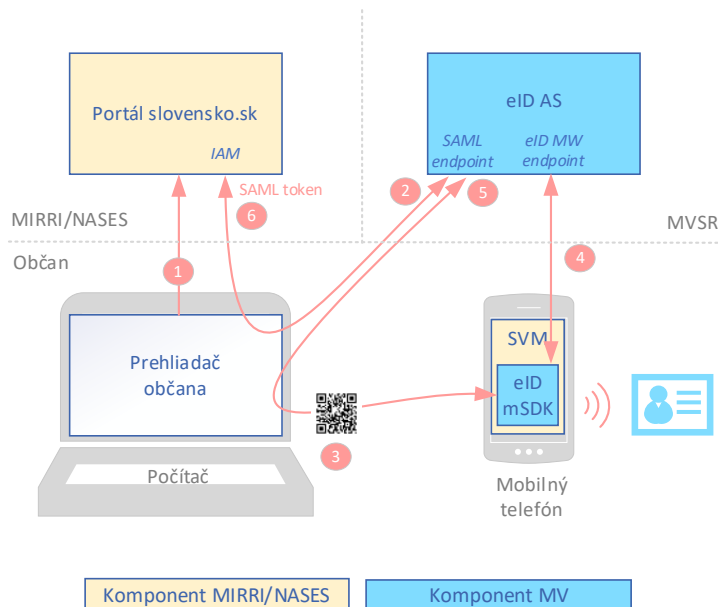 Portál slovensko.sk
IAM
eID AS
SAML
endpoint
eID MW
endpoint
2
5
SAML token
6
MIRRI/NASES
MVSR
Občan
1
4
Prehliadač
občana
SVM
eID
mSDK
3
Počítač
Mobilný
telefón
Komponent MIRRI/NASES
Komponent MV